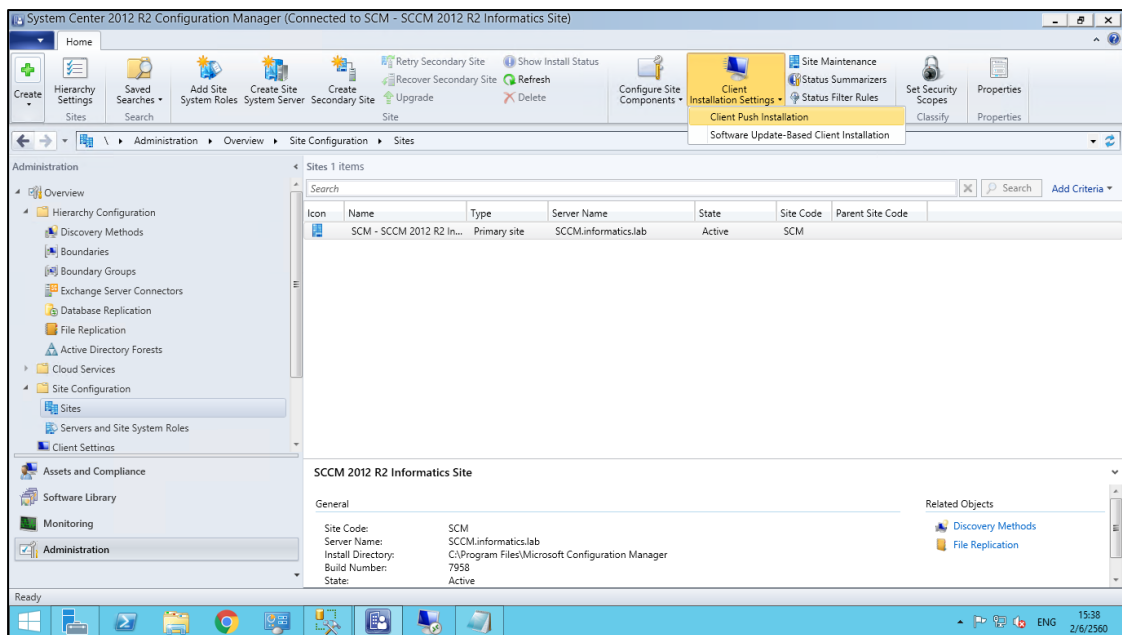 System Center 2012 R2 Configuration Manager (Connected to SCM - SCCM 2012 R2 Informatics Site)
Home
Create
Hierarchy Settings
Saved Searches
Add Site System Roles
Create Site System Server
Create Secondary Site
Retry Secondary Site
Recover Secondary Site
Upgrade
Show Install Status
Refresh
Delete
Configure Site Components
Client Installation Settings
Site Maintenance
Status Summarizers
Status Filter Rules
Set Security Scopes
Properties
Sites
Search
Site
Classify
Properties
Client Push Installation
Software Update-Based Client Installation
\ Administration Overview Site Configuration Sites
Administration
Overview
Hierarchy Configuration
Discovery Methods
Boundaries
Boundary Groups
Exchange Server Connectors
Database Replication
File Replication
Active Directory Forests
Cloud Services
Site Configuration
Sites
Servers and Site System Roles
Client Settings
Assets and Compliance
Software Library
Monitoring
Administration
Sites 1 items
Search
Search
Add Criteria
Icon Name Type Server Name State Site Code Parent Site Code
SCM - SCCM 2012 R2 In... Primary site SCCM.informatics.lab Active SCM
SCCM 2012 R2 Informatics Site
General
Site Code: SCM
Server Name: SCCM.informatics.lab
Install Directory: C:\Program Files\Microsoft Configuration Manager
Build Number: 7958
State: Active
Related Objects
Discovery Methods
File Replication
Ready
ENG
15:38
2/6/2560